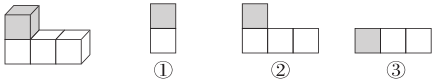 ① ② ③